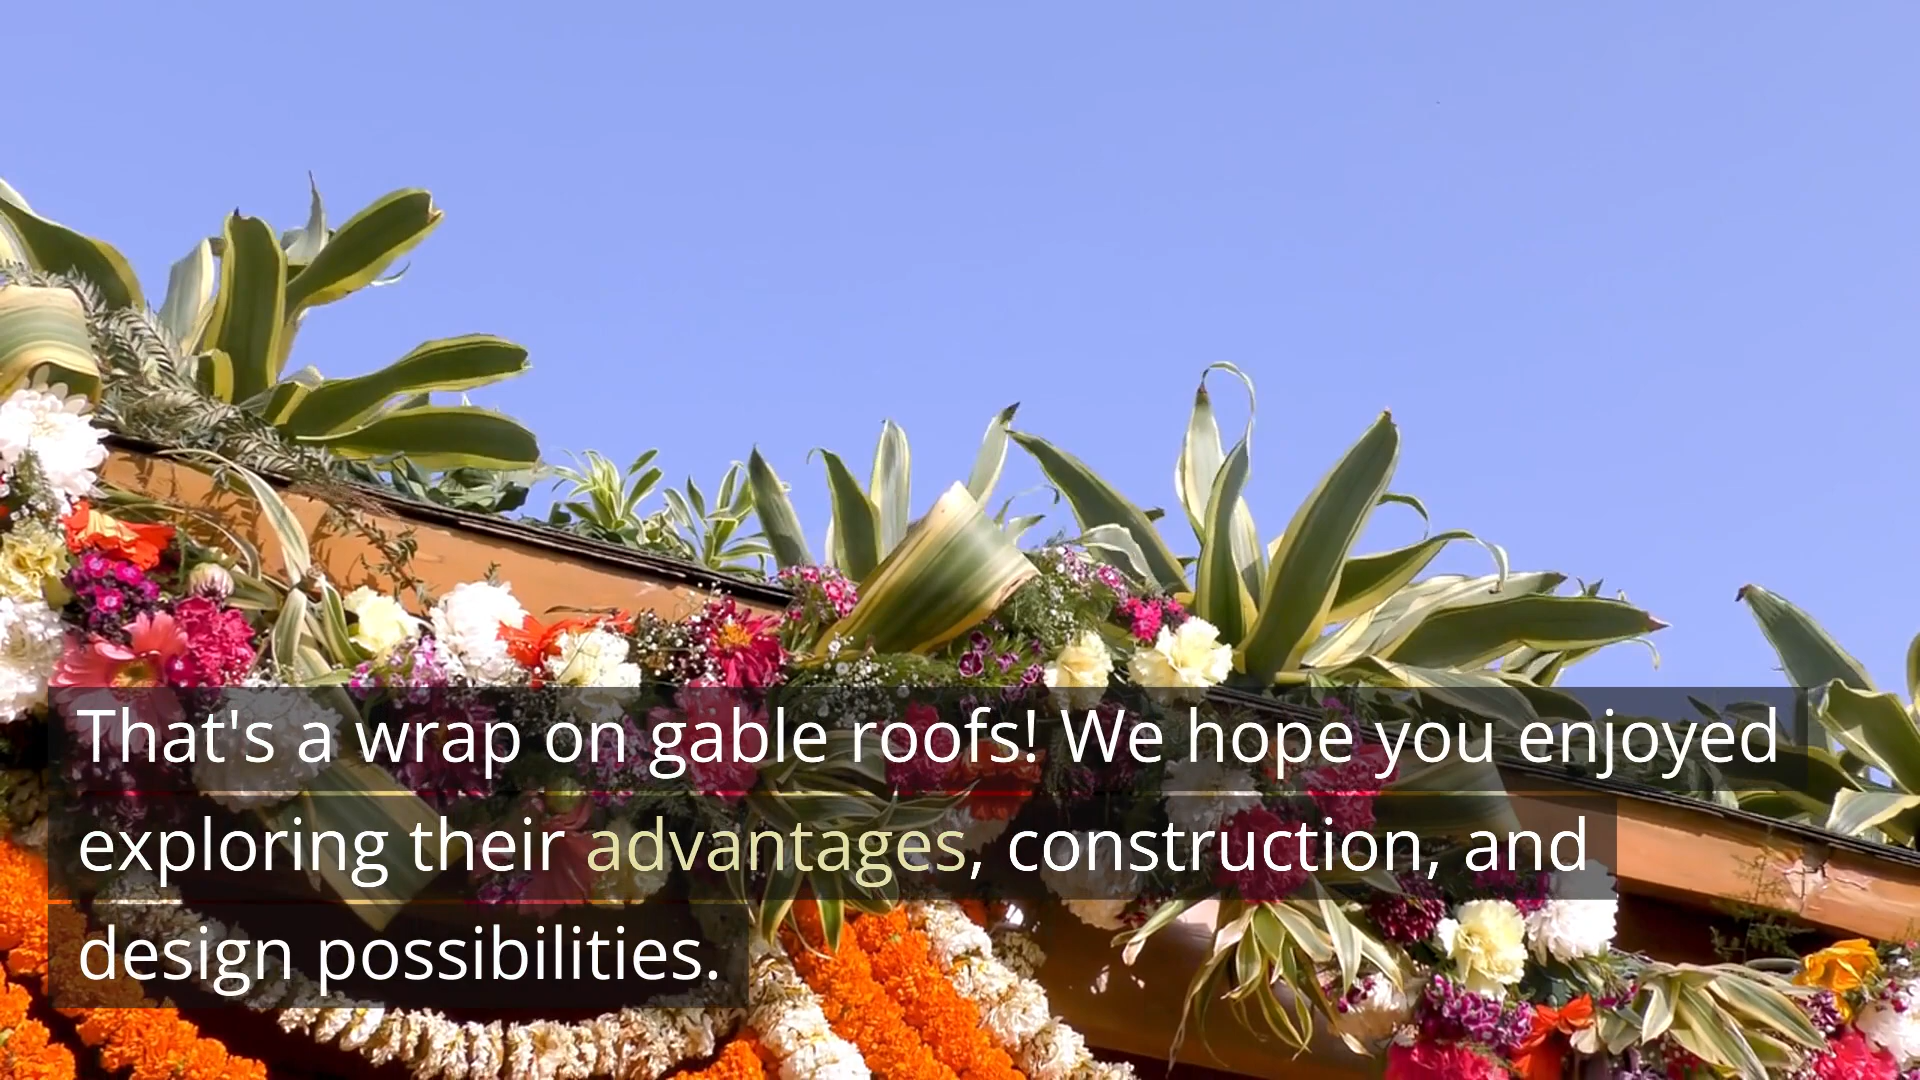 That's a wrap on gable roofs! We hope you enjoyed
exploring their advantages, construction, and
design possibilities.